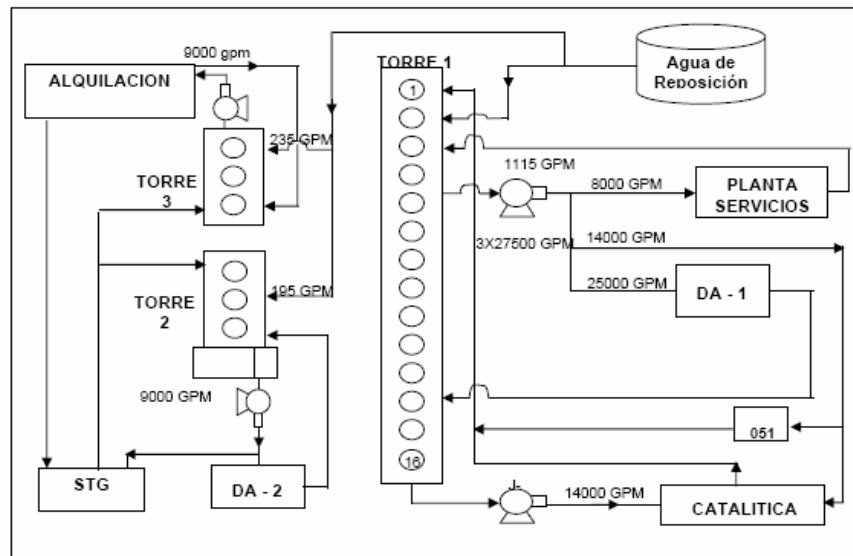 9000 gpm
ALQUILACION
TORRE 1
Agua de
Reposición
1
235 GPM
TORRE
3
1115 GPM
8000 GPM
PLANTA
SERVICIOS
3X27500 GPM
14000 GPM
195 GPM
25000 GPM
DA - 1
TORRE
2
9000 GPM
051
16
STG
DA - 2
J-
14000 GPM
CATALITICA